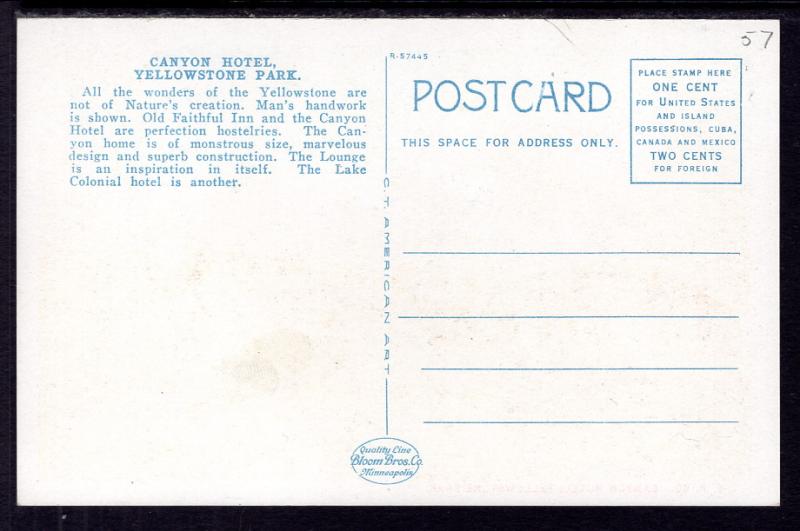 CANYON HOTEL,
YELLOWSTONE PARK.
All the wonders of the Yellowstone are
not of Nature's creation. Man's handwork
is shown. Old Faithful Inn and the Canyon
Hotel are perfection hostelries. The Can-
yon home is of monstrous size, marvelous
design and superb construction. The Lounge
is an inspiration in itself. The Lake
Colonial hotel is another.
R-57445
C.T. AMERICAN ART
Quality Line
Bloom Bros. Co.
Minneapolis
57
POST CARD
THIS SPACE FOR ADDRESS ONLY.
PLACE STAMP HERE
ONE CENT
FOR UNITED STATES
AND ISLAND
POSSESSIONS, CUBA,
CANADA AND MEXICO
TWO CENTS
FOR FOREIGN